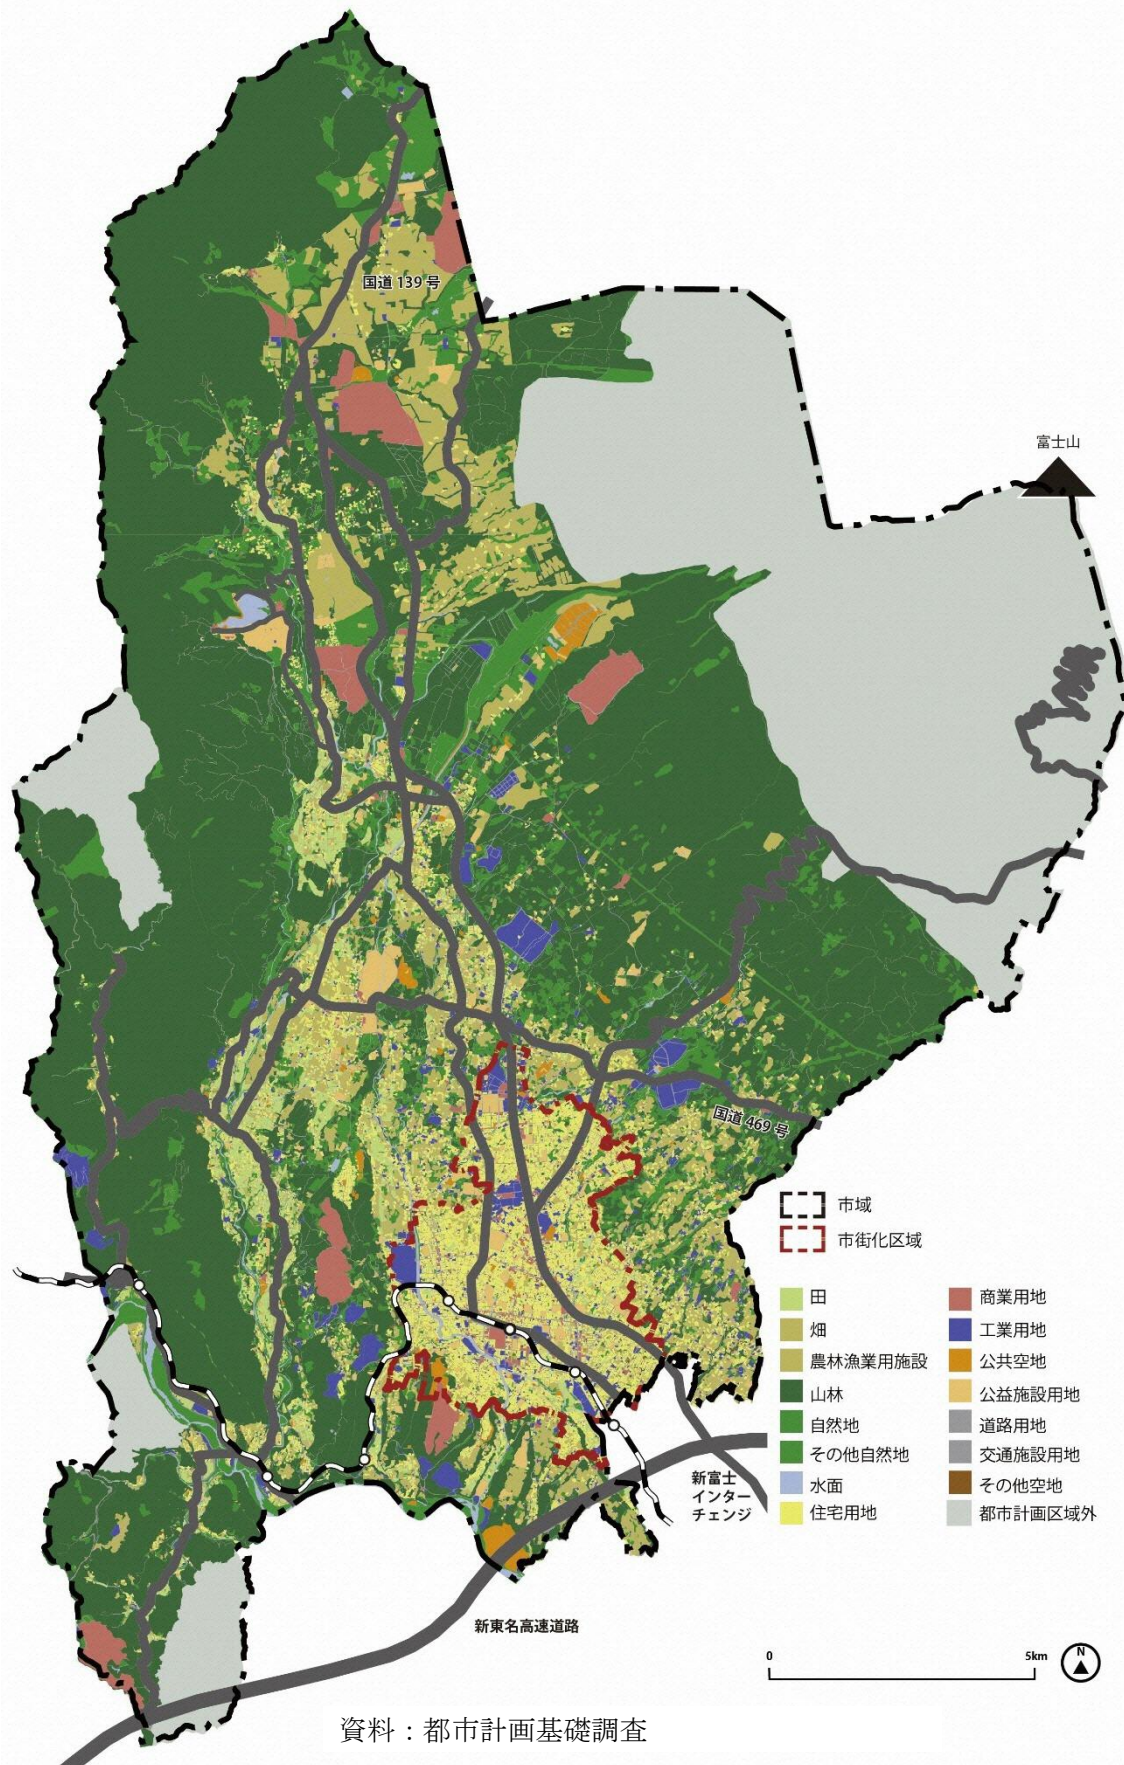 国道 139 号
富士山
国道 469 号
市域
市街化区域
田
畑
農林漁業用施設
山林
自然地
その他自然地
水面
住宅用地
商業用地
工業用地
公共空地
公益施設用地
道路用地
交通施設用地
その他空地
都市計画区域外
新富士
インター
チェンジ
新東名高速道路
0 5km
N
資料：都市計画基礎調査